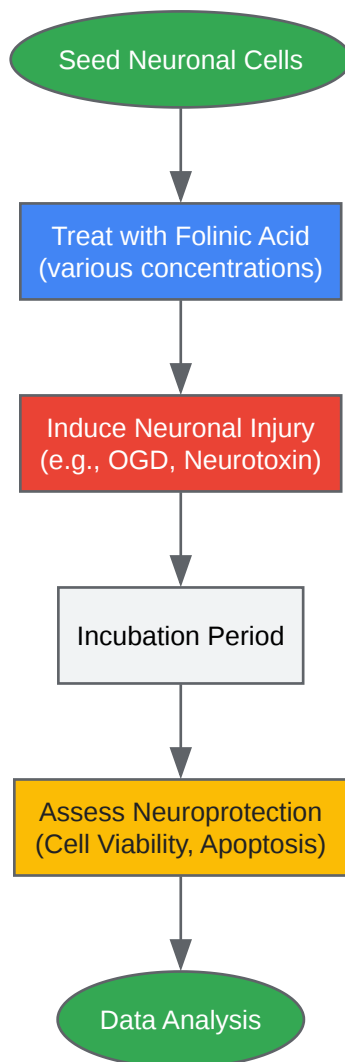 Seed Neuronal Cells
Treat with Folinic Acid
(various concentrations)
Induce Neuronal Injury
(e.g., OGD, Neurotoxin)
Incubation Period
Assess Neuroprotection
(Cell Viability, Apoptosis)
Data Analysis